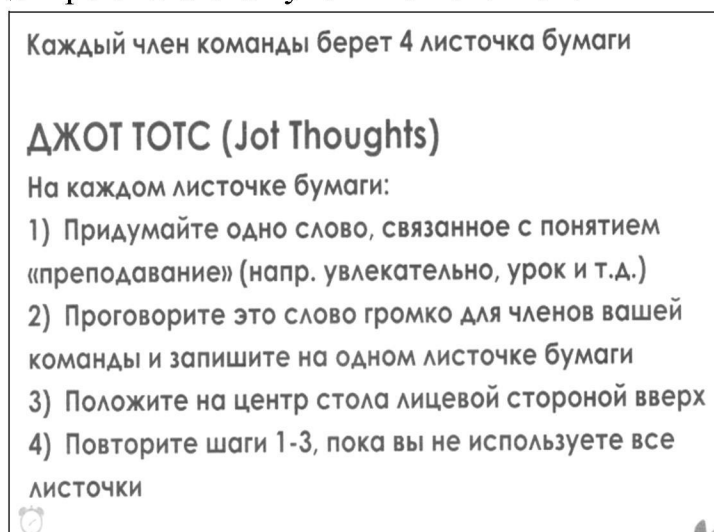 Каждый член команды берет 4 листочка бумаги
ДЖОТ ТОТС (Jot Thoughts)
На каждом листочке бумаги:
1) Придумайте одно слово, связанное с понятием
«преподавание» (напр. увлекательно, урок и т.д.)
2) Проговорите это слово громко для членов вашей
команды и запишите на одном листочке бумаги
3) Положите на центр стола лицевой стороной вверх
4) Повторите шаги 1-3, пока вы не используете все
листочки